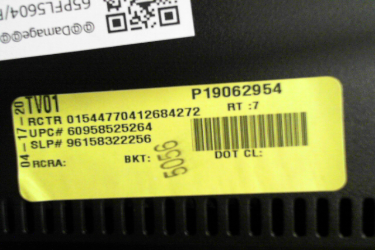 65PFL5604/F
@@Damage@@
04-17-20
TV01
P19062954
RCTR 01544770412684272
RT :7
UPC# 60958525264
SLP# 96158322256
RCRA:
BKT:
5056
DOT CL: